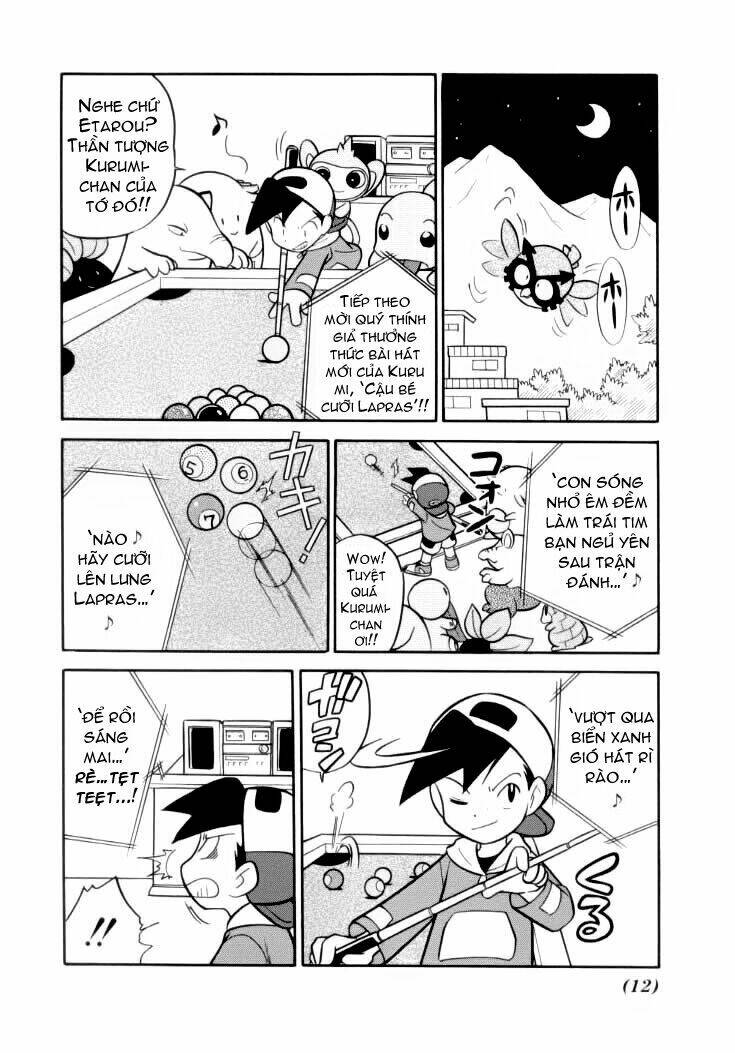 ホーホー
NGHE CHỨ
ETAROU?
THẦN TƯỢNG
KURUMI-
CHAN CỦA
TỚ ĐÓ!!
TIẾP THEO
MỜI QUÝ THÍNH
GIẢ THƯỞNG
THỨC BÀI HÁT
MỚI CỦA KURU
MI, 'CẬU BÉ
CƯỠI LAPRAS'!!
'CON SÓNG
NHỎ ÊM ĐỀM
LÀM TRÁI TIM
BẠN NGỦ YÊN
SAU TRẬN
ĐÁNH...'♪
コォン
WOW!
TUYỆT
QUÁ
KURUMI-
CHAN
ƠI!!
カキ!
5
6
7
'NÀO ♪
HÃY CƯỠI
LÊN LƯNG
LAPRAS...'
♪
'VƯỢT QUA
BIỂN XANH
GIÓ HÁT RÌ
RÀO...'
♪
くる
'ĐỂ RỒI
SÁNG
MAI...'
RÈ...TẸT
TEẸT...!
!!
(12)